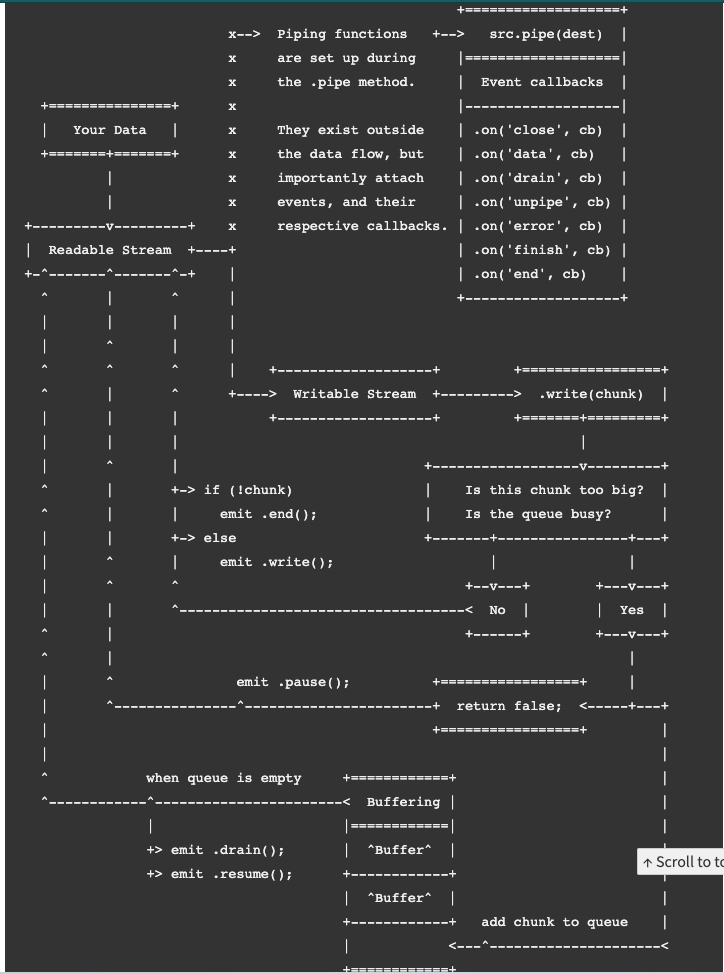 +===================+
                         x-->  Piping functions   +-->   src.pipe(dest)  |
                         x     are set up during     |===================|
                         x     the .pipe method.     |  Event callbacks  |
  +===============+      x                           |-------------------|
  |   Your Data   |      x     They exist outside    | .on('close', cb)  |
  +=======+=======+      x     the data flow, but    | .on('data', cb)   |
          |              x     importantly attach    | .on('drain', cb)  |
          |              x     events, and their     | .on('unpipe', cb) |
+---------v---------+    x     respective callbacks. | .on('error', cb)  |
|  Readable Stream  +----+                           | .on('finish', cb) |
+-^-------^-------^-+    |                           | .on('end', cb)    |
  ^       |       ^      |                           +-------------------+
  |       |       |      |
  |       ^       |      |
  ^       ^       ^      |    +-------------------+         +=================+
  ^       |       ^      +---->  Writable Stream  +--------->  .write(chunk)  |
  |       |       |           +-------------------+         +=======+=========+
  |       |       |                                                 |
  |       ^       |                              +------------------v---------+
  ^       |       +-> if (!chunk)                |    Is this chunk too big?  |
  ^       |       |     emit .end();             |    Is the queue busy?      |
  |       |       +-> else                       +-------+----------------+---+
  |       ^       |     emit .write();                   |                |
  |       ^       ^                                   +--v---+        +---v---+
  |       |       ^-----------------------------------<  No  |        |  Yes  |
  ^       |                                           +------+        +---v---+
  ^       |                                                               |
  |       ^               emit .pause();          +=================+     |
  |       ^---------------^-----------------------+  return false;  <-----+---+
  |                                               +=================+         |
  |                                                                           |
  ^            when queue is empty     +============+                         |
  ^------------^-----------------------<  Buffering |                         |
               |                       |============|                         |
               +> emit .drain();       |  ^Buffer^  |                         |
               +> emit .resume();      +------------+                         |
                                       |  ^Buffer^  |                         |
                                       +------------+   add chunk to queue    |
                                       |            <---^---------------------<
                                       +============+
↑ Scroll to